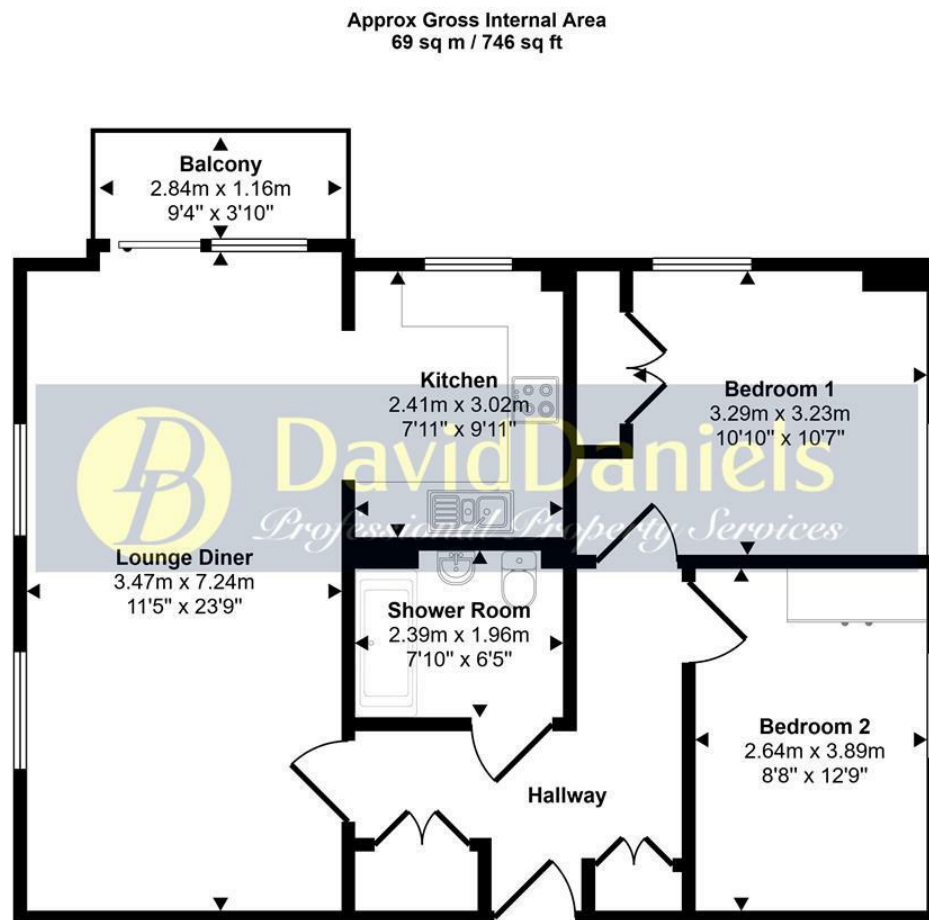 Approx Gross Internal Area
69 sq m / 746 sq ft
Balcony
2.84m x 1.16m
9'4" x 3'10"
Kitchen
2.41m x 3.02m
7'11" x 9'11"
Bedroom 1
3.29m x 3.23m
10'10" x 10'7"
DD DavidDaniels
Professional Property Services
Lounge Diner
3.47m x 7.24m
11'5" x 23'9"
Shower Room
2.39m x 1.96m
7'10" x 6'5"
Bedroom 2
2.64m x 3.89m
8'8" x 12'9"
Hallway